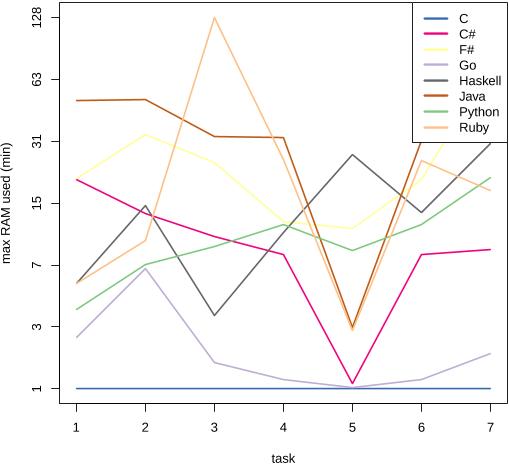 max RAM used (min)
128
63
31
15
7
3
1
C
C#
F#
Go
Haskell
Java
Python
Ruby
1 2 3 4 5 6 7
task